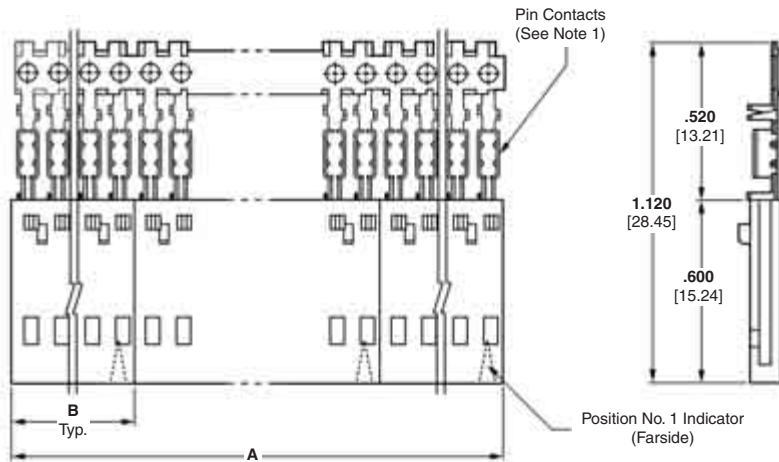 Pin Contacts
(See Note 1)
.520
[13.21]
1.120
[28.45]
.600
[15.24]
B
Typ.
A
Position No. 1 Indicator
(Farside)